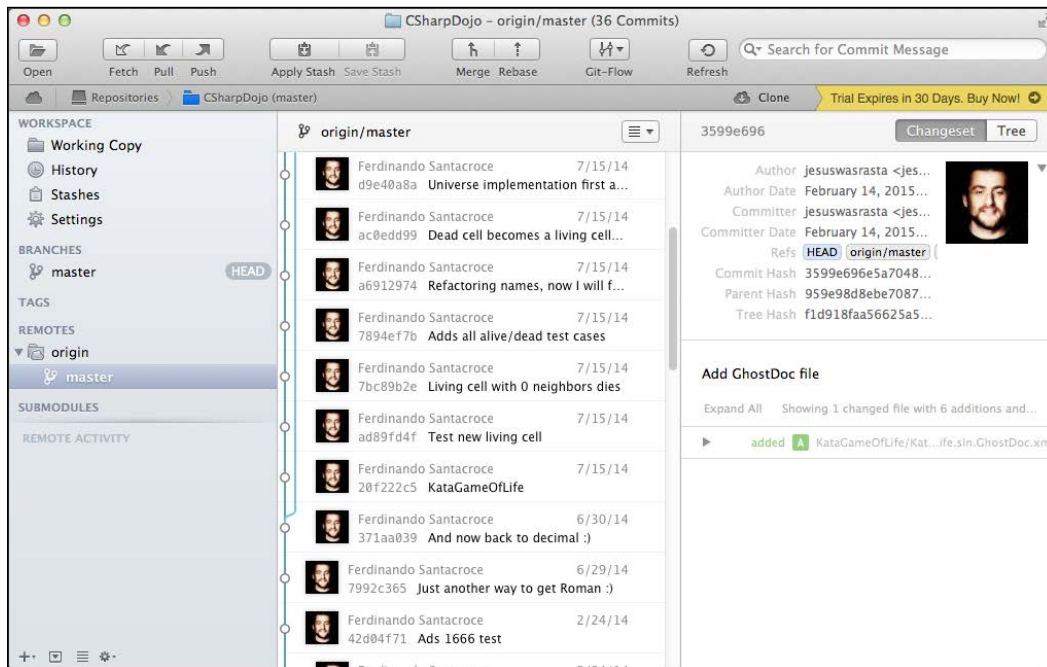 CSharpDojo – origin/master (36 Commits)
Open Fetch Pull Push Apply Stash Save Stash Merge Rebase Git-Flow Refresh
Search for Commit Message
Repositories CSharpDojo (master) Clone Trial Expires in 30 Days. Buy Now!
WORKSPACE
Working Copy
History
Stashes
Settings
BRANCHES
master HEAD
TAGS
REMOTES
origin
master
SUBMODULES
REMOTE ACTIVITY
origin/master
Ferdinando Santacroce 7/15/14
d9e40a8a Universe implementation first a...
Ferdinando Santacroce 7/15/14
ac0edd99 Dead cell becomes a living cell...
Ferdinando Santacroce 7/15/14
a6912974 Refactoring names, now I will f...
Ferdinando Santacroce 7/15/14
7894ef7b Adds all alive/dead test cases
Ferdinando Santacroce 7/15/14
7bc89b2e Living cell with 0 neighbors dies
Ferdinando Santacroce 7/15/14
ad89fd4f Test new living cell
Ferdinando Santacroce 7/15/14
20f222c5 KataGameOfLife
Ferdinando Santacroce 6/30/14
371aa039 And now back to decimal :)
Ferdinando Santacroce 6/29/14
7992c365 Just another way to get Roman :)
Ferdinando Santacroce 2/24/14
42d04f71 Ads 1666 test
3599e696 Changeset Tree
Author jesuswasrasta <jes...
Author Date February 14, 2015...
Committer jesuswasrasta <jes...
Committer Date February 14, 2015...
Refs HEAD origin/master
Commit Hash 3599e696e5a7048...
Parent Hash 959e98d8ebe7087...
Tree Hash f1d918faa56625a5...
Add GhostDoc file
Expand All Showing 1 changed file with 6 additions and...
added A KataGameOfLife/Kat...ife.sln.GhostDoc.xm